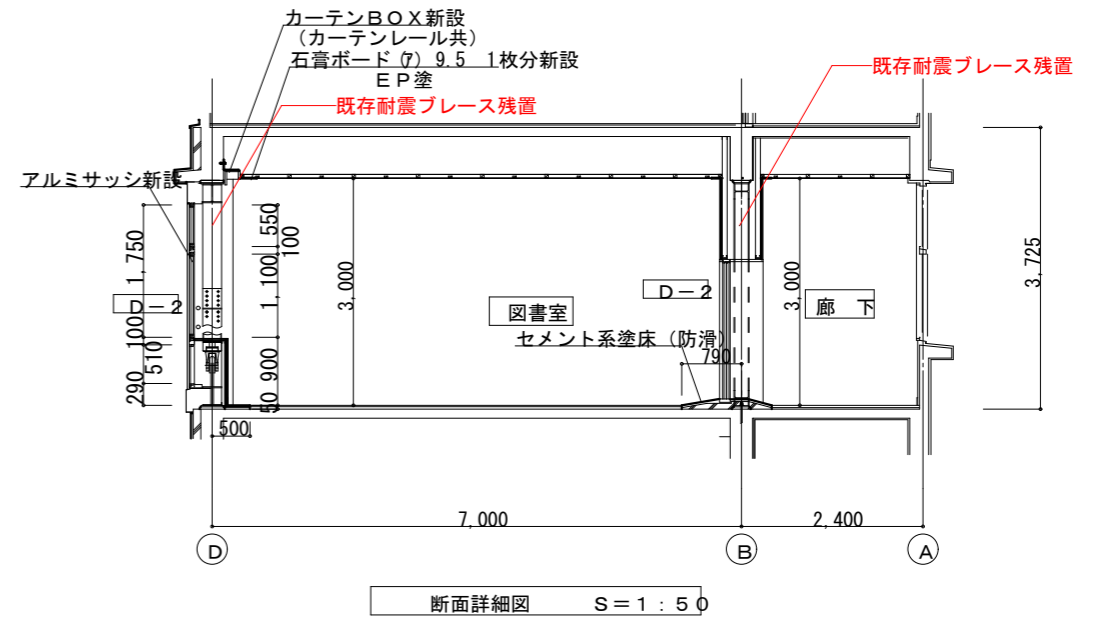 カーテンＢＯＸ新設
（カーテンレール共）
石膏ボード (ｱ) 9.5 1枚分新設
ＥＰ塗
既存耐震ブレース残置
既存耐震ブレース残置
アルミサッシ新設
1,750
100
510
290
Ｄ－２
550
100
1,100
900
50
3,000
図書室
Ｄ－２
セメント系塗床（防滑）
790
3,000
廊　下
3,725
500
7,000
2,400
Ｄ
Ｂ
Ａ
断面詳細図　　Ｓ＝１：５０